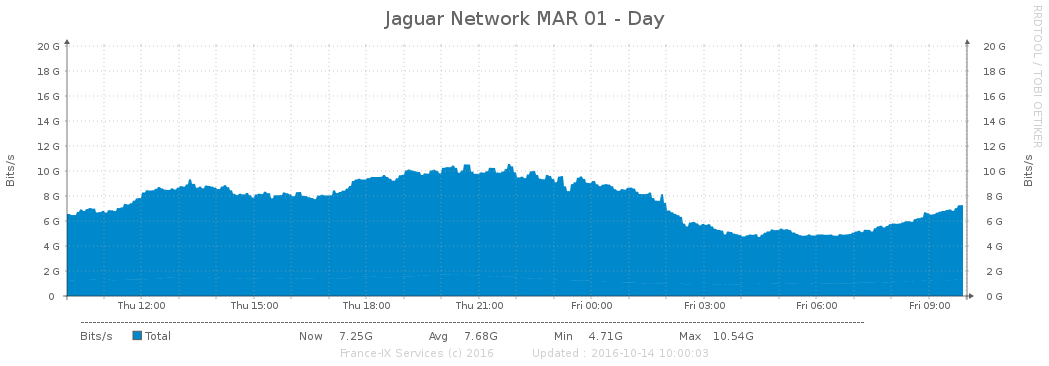 Jaguar Network MAR 01 - Day
RRDTOOL / TOBI OETIKER
Bits/s
20 G 20 G
18 G 18 G
16 G 16 G
14 G 14 G
12 G 12 G
10 G 10 G
8 G 8 G
6 G 6 G
4 G 4 G
2 G 2 G
0 0 G
Bits/s
Thu 12:00 Thu 15:00 Thu 18:00 Thu 21:00 Fri 00:00 Fri 03:00 Fri 06:00 Fri 09:00
Bits/s Total Now 7.25G Avg 7.68G Min 4.71G Max 10.54G
France-IX Services (c) 2016 Updated : 2016-10-14 10:00:03